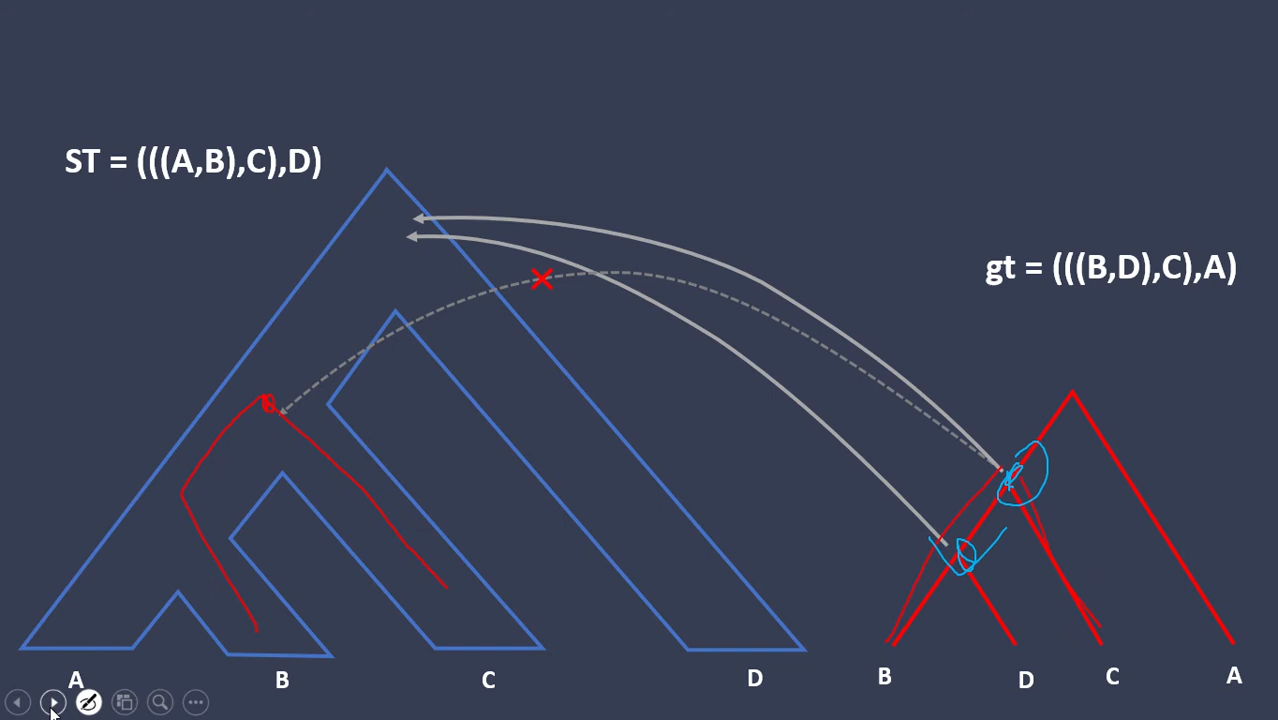 ST = (((A,B),C),D)
gt = (((B,D),C),A)
A B C D B D C A